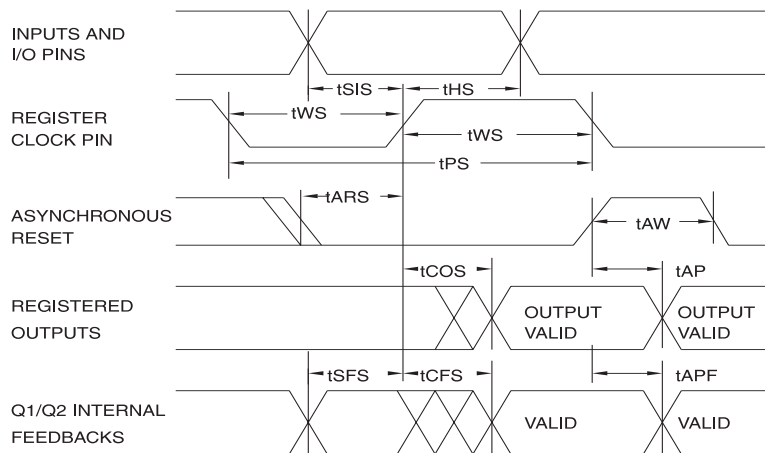 INPUTS AND
I/O PINS
tSIS
tHS
REGISTER
CLOCK PIN
tWS
tWS
tPS
ASYNCHRONOUS
RESET
tARS
tAW
tCOS
tAP
REGISTERED
OUTPUTS
OUTPUT
VALID
OUTPUT
VALID
tSFS
tCFS
tAPF
Q1/Q2 INTERNAL
FEEDBACKS
VALID
VALID